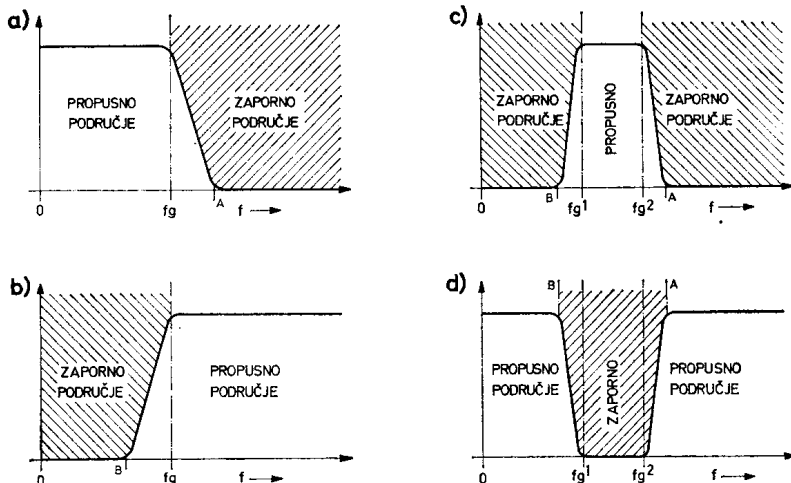 a)
PROPUSNO
PODRUČJE
ZAPORNO
PODRUČJE
0
fg
A
f
c)
ZAPORNO
PODRUČJE
PROPUSNO
ZAPORNO
PODRUČJE
0
B
fg1
fg2
A
f
b)
ZAPORNO
PODRUČJE
PROPUSNO
PODRUČJE
0
B
fg
f
d)
B
A
PROPUSNO
PODRUČJE
ZAPORNO
PROPUSNO
PODRUČJE
0
fg1
fg2
f